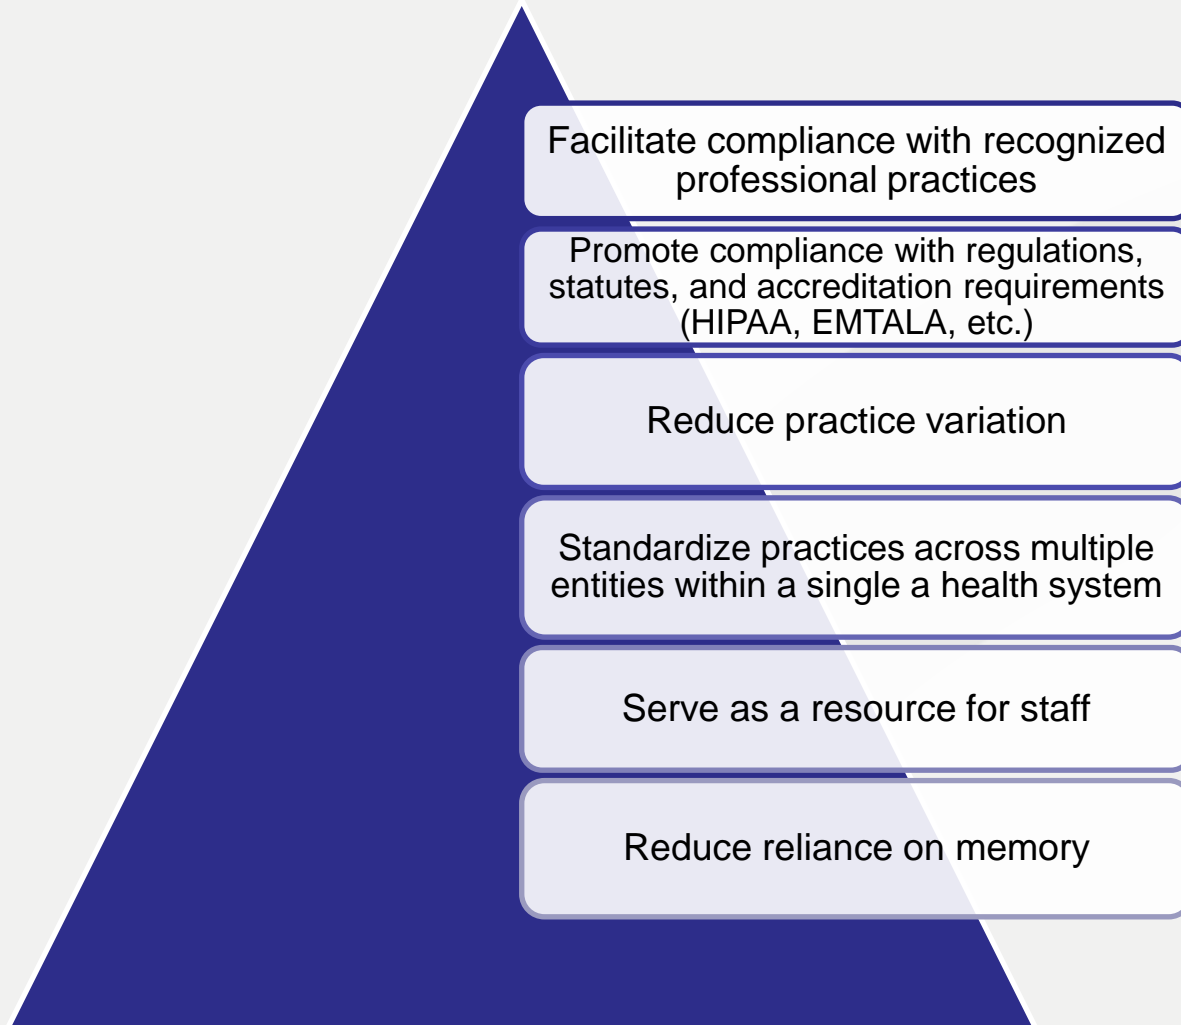 Facilitate compliance with recognized
professional practices
Promote compliance with regulations,
statutes, and accreditation requirements
(HIPAA, EMTALA, etc.)
Reduce practice variation
Standardize practices across multiple
entities within a single a health system
Serve as a resource for staff
Reduce reliance on memory